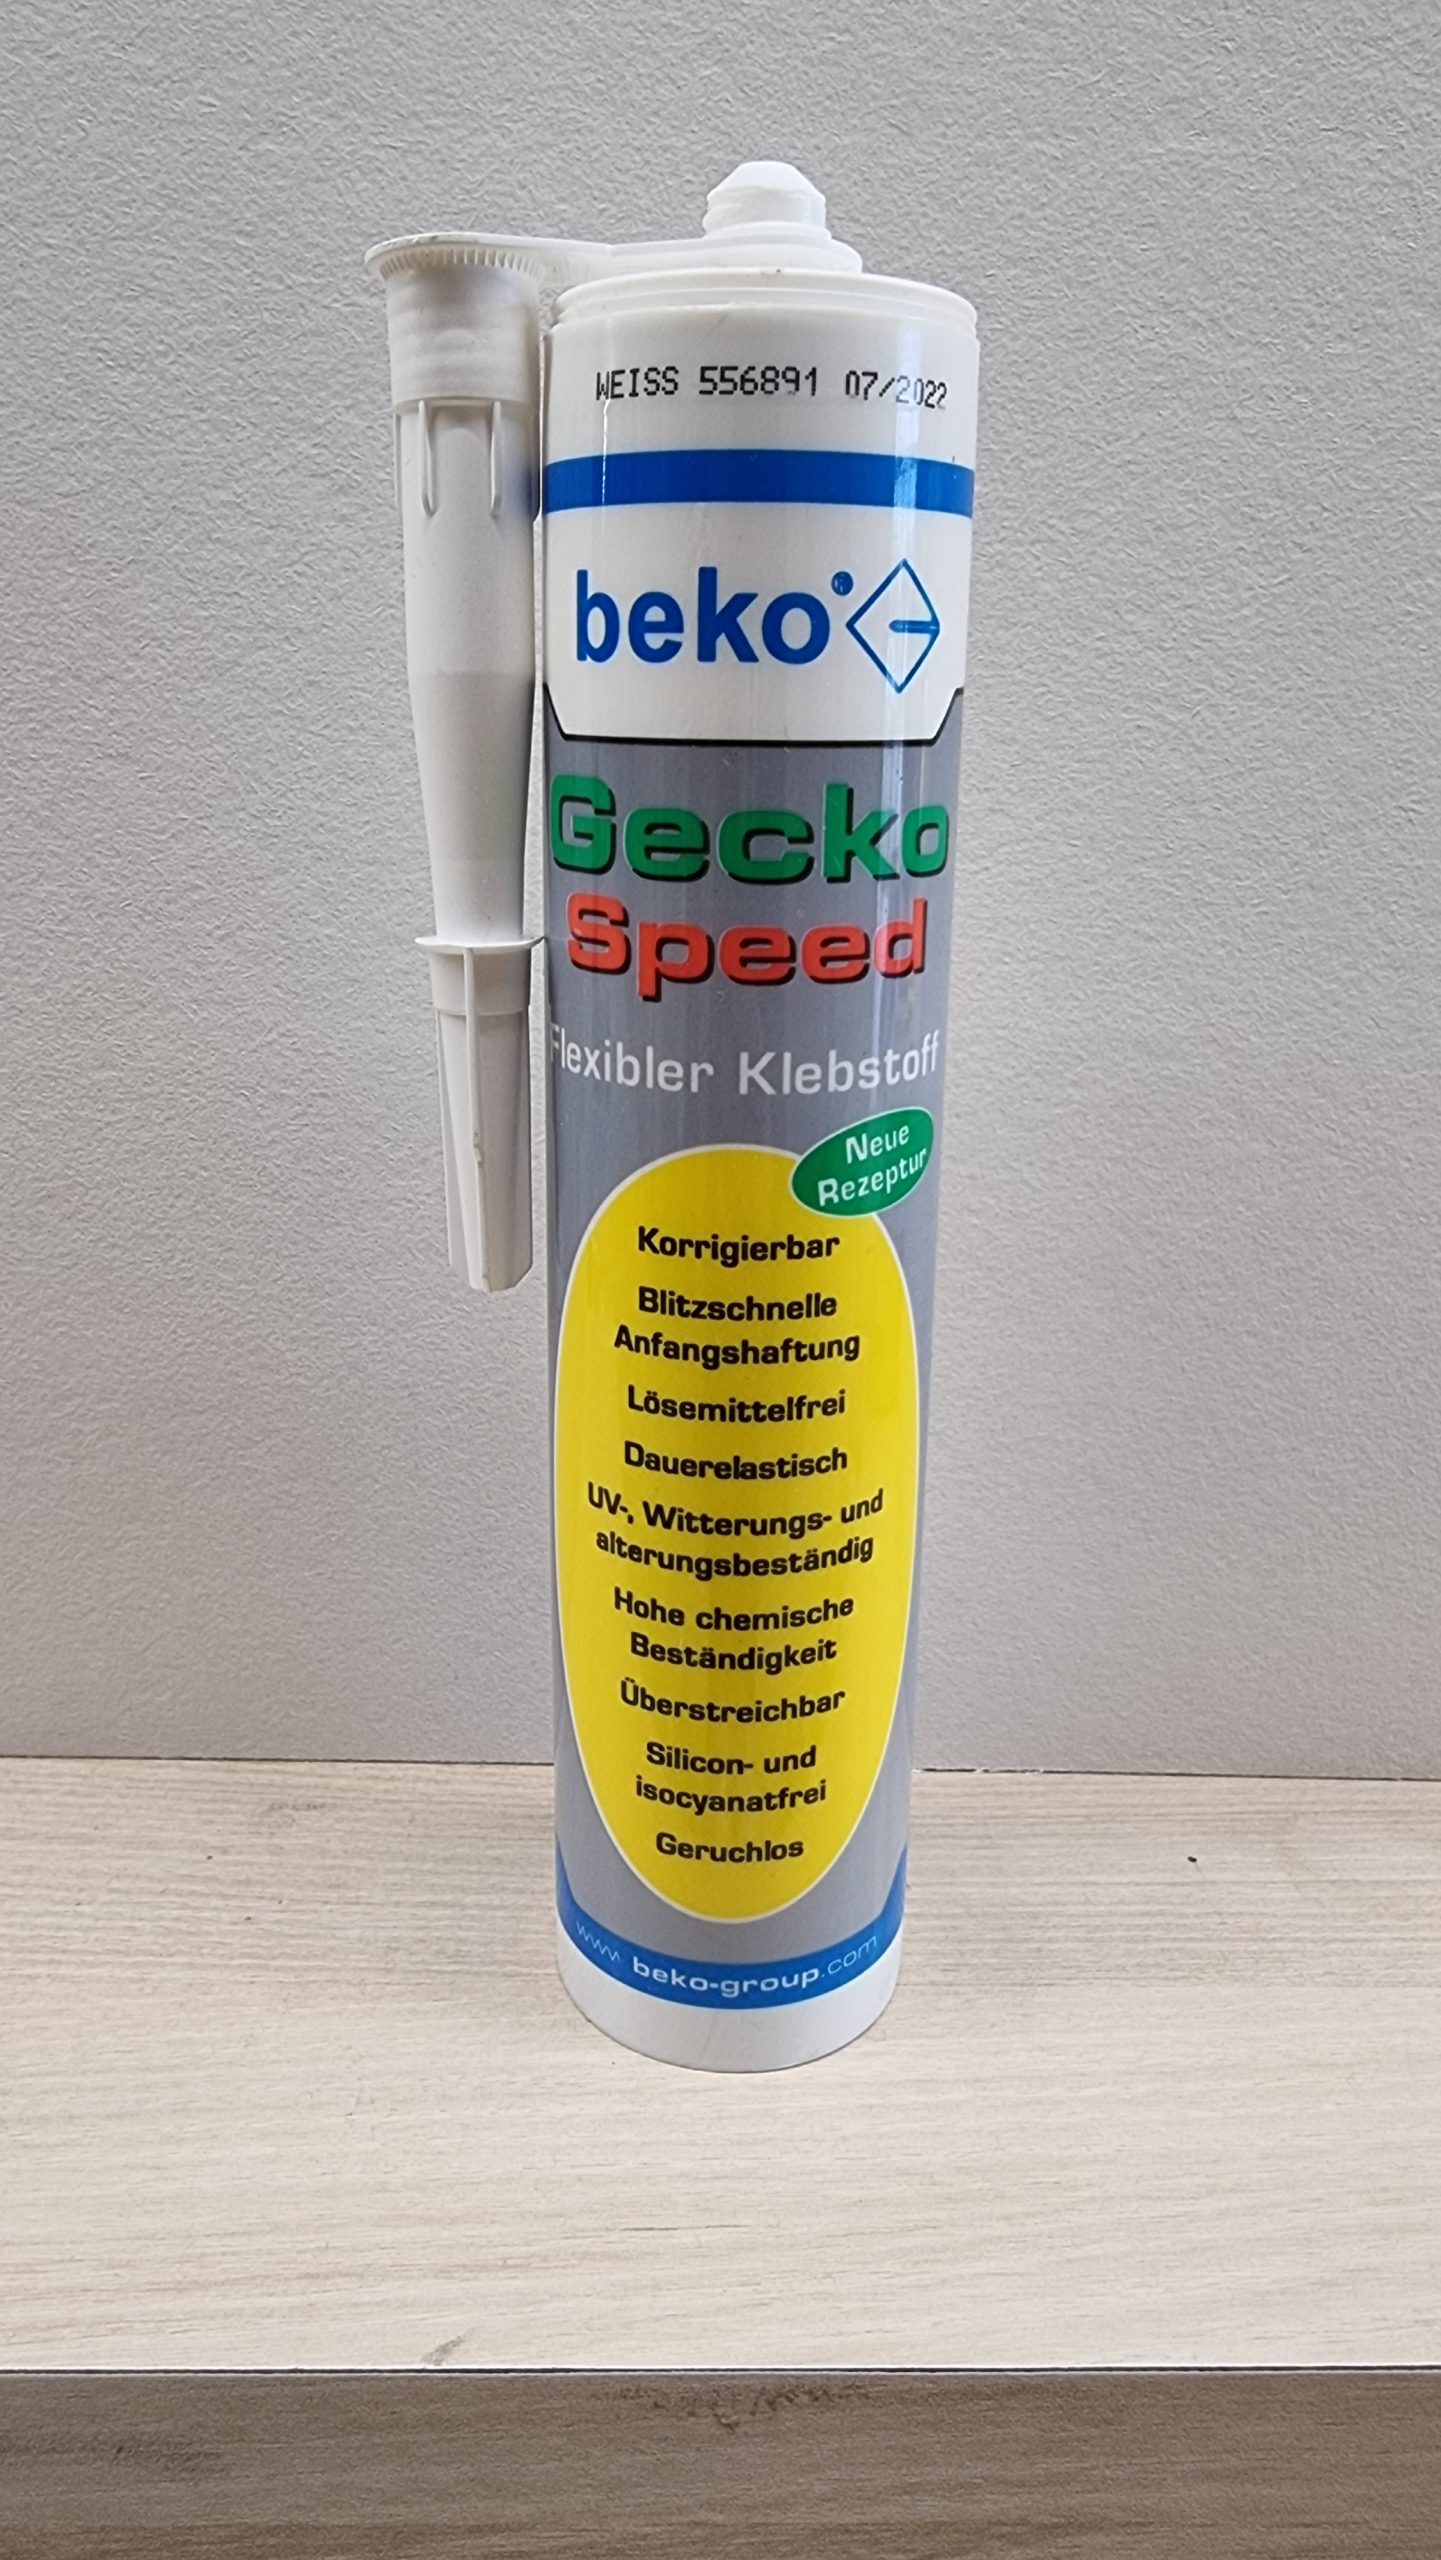 WEISS 556891 07/2022
beko®
Gecko
Speed
Flexibler Klebstoff
Neue
Rezeptur
Korrigierbar
Blitzschnelle
Anfangshaftung
Lösemittelfrei
Dauerelastisch
UV-, Witterungs- und
alterungsbeständig
Hohe chemische
Beständigkeit
Überstreichbar
Silicon- und
isocyanatfrei
Geruchlos
www.beko-group.com